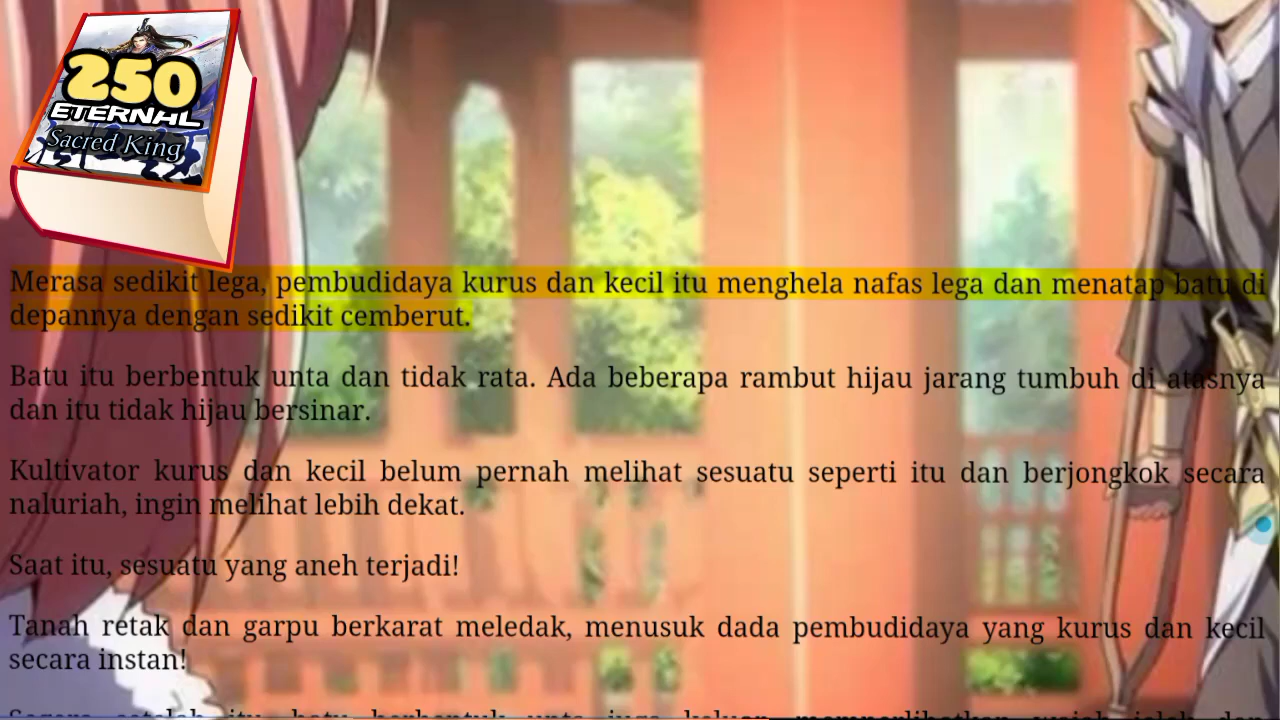 250
ETERNAL
Sacred King
Merasa sedikit lega, pembudidaya kurus dan kecil itu menghela nafas lega dan menatap batu di
depannya dengan sedikit cemberut.
Batu itu berbentuk unta dan tidak rata. Ada beberapa rambut hijau jarang tumbuh di atasnya
dan itu tidak hijau bersinar.
Kultivator kurus dan kecil belum pernah melihat sesuatu seperti itu dan berjongkok secara
naluriah, ingin melihat lebih dekat.
Saat itu, sesuatu yang aneh terjadi!
Tanah retak dan garpu berkarat meledak, menusuk dada pembudidaya yang kurus dan kecil
secara instan!